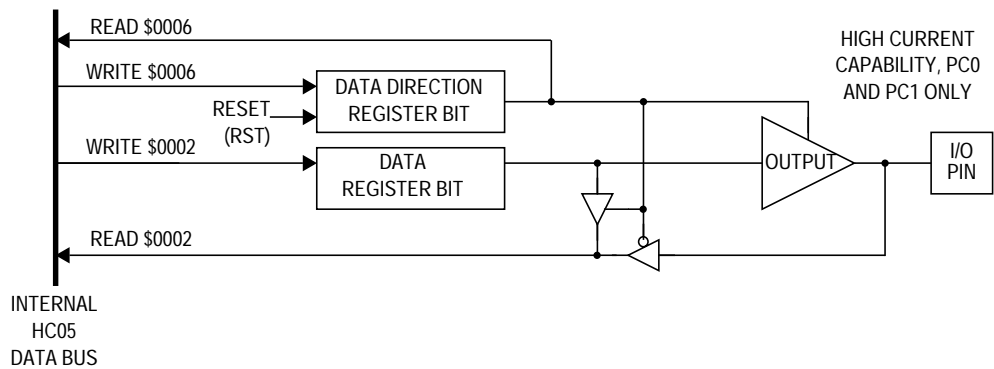 READ $0006
HIGH CURRENT
CAPABILITY, PC0
AND PC1 ONLY
WRITE $0006
DATA DIRECTION
REGISTER BIT
RESET
(RST)
WRITE $0002
DATA
REGISTER BIT
OUTPUT
I/O
PIN
READ $0002
INTERNAL
HC05
DATA BUS